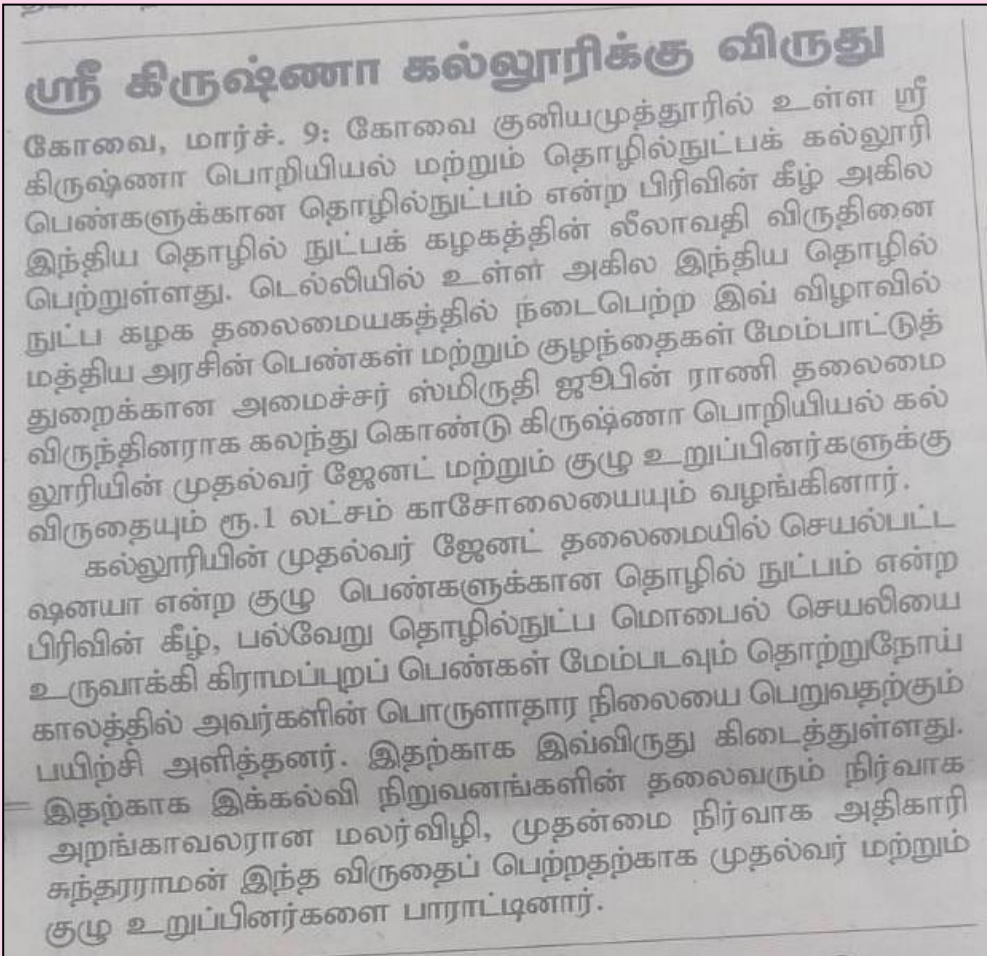 ஸ்ரீ கிருஷ்ணா கல்லூரிக்கு விருது
கோவை, மார்ச். 9: கோவை குனியமுத்தூரில் உள்ள ஸ்ரீ
கிருஷ்ணா பொறியியல் மற்றும் தொழில்நுட்பக் கல்லூரி
பெண்களுக்கான தொழில்நுட்பம் என்ற பிரிவின் கீழ் அகில
இந்திய தொழில் நுட்பக் கழகத்தின் லீலாவதி விருதினை
பெற்றுள்ளது. டெல்லியில் உள்ள அகில இந்திய தொழில்
நுட்ப கழக தலைமையகத்தில் நடைபெற்ற இவ் விழாவில்
மத்திய அரசின் பெண்கள் மற்றும் குழந்தைகள் மேம்பாட்டுத்
துறைக்கான அமைச்சர் ஸ்மிருதி ஜூபின் ராணி தலைமை
விருந்தினராக கலந்து கொண்டு கிருஷ்ணா பொறியியல் கல்
லூரியின் முதல்வர் ஜேனட் மற்றும் குழு உறுப்பினர்களுக்கு
விருதையும் ரூ.1 லட்சம் காசோலையையும் வழங்கினார்.
கல்லூரியின் முதல்வர் ஜேனட் தலைமையில் செயல்பட்ட
ஷனயா என்ற குழு பெண்களுக்கான தொழில் நுட்பம் என்ற
பிரிவின் கீழ், பல்வேறு தொழில்நுட்ப மொபைல் செயலியை
உருவாக்கி கிராமப்புறப் பெண்கள் மேம்படவும் தொற்றுநோய்
காலத்தில் அவர்களின் பொருளாதார நிலையை பெறுவதற்கும்
பயிற்சி அளித்தனர். இதற்காக இவ்விருது கிடைத்துள்ளது.
இதற்காக இக்கல்வி நிறுவனங்களின் தலைவரும் நிர்வாக
அறங்காவலரான மலர்விழி, முதன்மை நிர்வாக அதிகாரி
சுந்தரராமன் இந்த விருதைப் பெற்றதற்காக முதல்வர் மற்றும்
குழு உறுப்பினர்களை பாராட்டினார்.